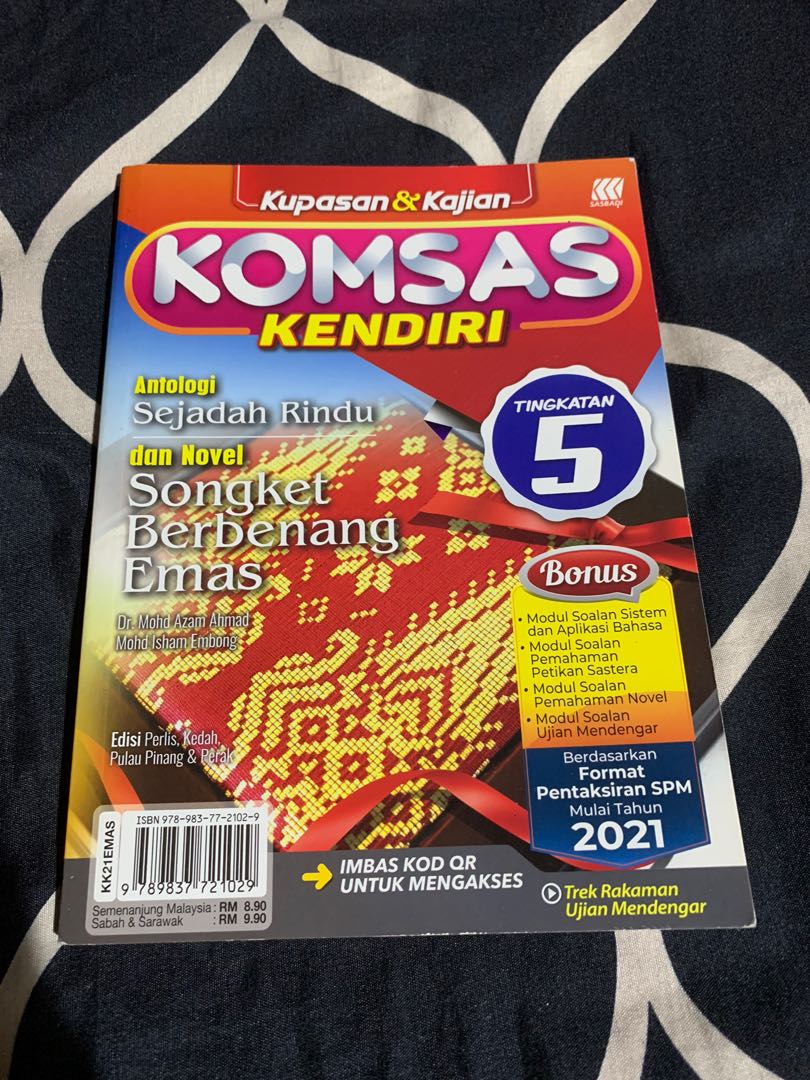 Kupasan & Kajian
SASBADI
KOMSAS
KENDIRI
Antologi
Sejadah Rindu
dan Novel
Songket
Berbenang
Emas
Dr. Mohd Azam Ahmad
Mohd Isham Embong
Edisi Perlis, Kedah,
Pulau Pinang & Perak
TINGKATAN
5
Bonus
• Modul Soalan Sistem
dan Aplikasi Bahasa
• Modul Soalan
Pemahaman
Petikan Sastera
• Modul Soalan
Pemahaman Novel
• Modul Soalan
Ujian Mendengar
Berdasarkan
Format
Pentaksiran SPM
Mulai Tahun
2021
KK21EMAS
ISBN 978-983-77-2102-9
9 789837 721029
Semenanjung Malaysia : RM 8.90
Sabah & Sarawak : RM 9.90
IMBAS KOD QR
UNTUK MENGAKSES
Trek Rakaman
Ujian Mendengar